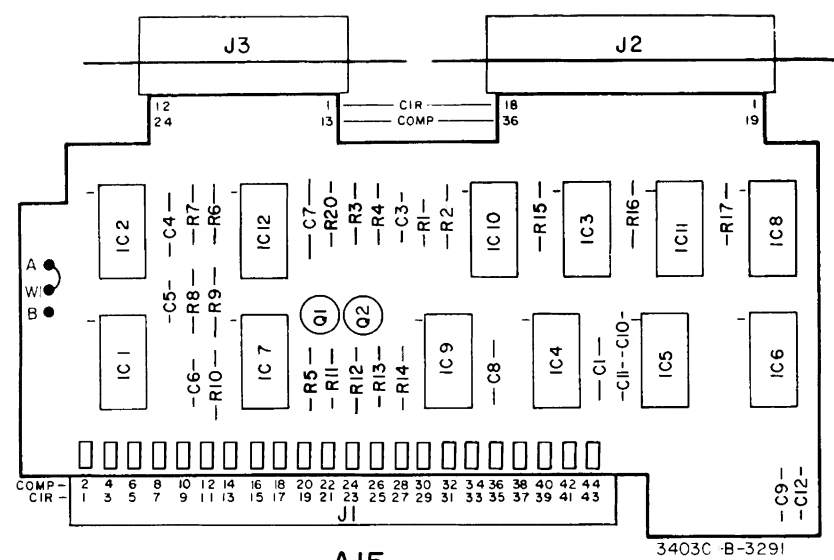 J3 J2
12 1 CIR 18 1
24 13 COMP 36 19
IC2 C4 R7 R6 IC12 C7 R20 R3 R4 C3 R1 R2 IC10 R15 IC3 R16 IC11 R17 IC8
A
W1
B
C5 R8 R9 Q1 Q2
IC1 C6 R10 IC7 R5 R11 R12 R13 R14 IC9 C8 IC4 C1 C11 C10 IC5 IC6
COMP- 2 4 6 8 10 12 14 16 18 20 22 24 26 28 30 32 34 36 38 40 42 44
CIR- 1 3 5 7 9 11 13 15 17 19 21 23 25 27 29 31 33 35 37 39 41 43
C9 C12
J1
3403C-B-3291